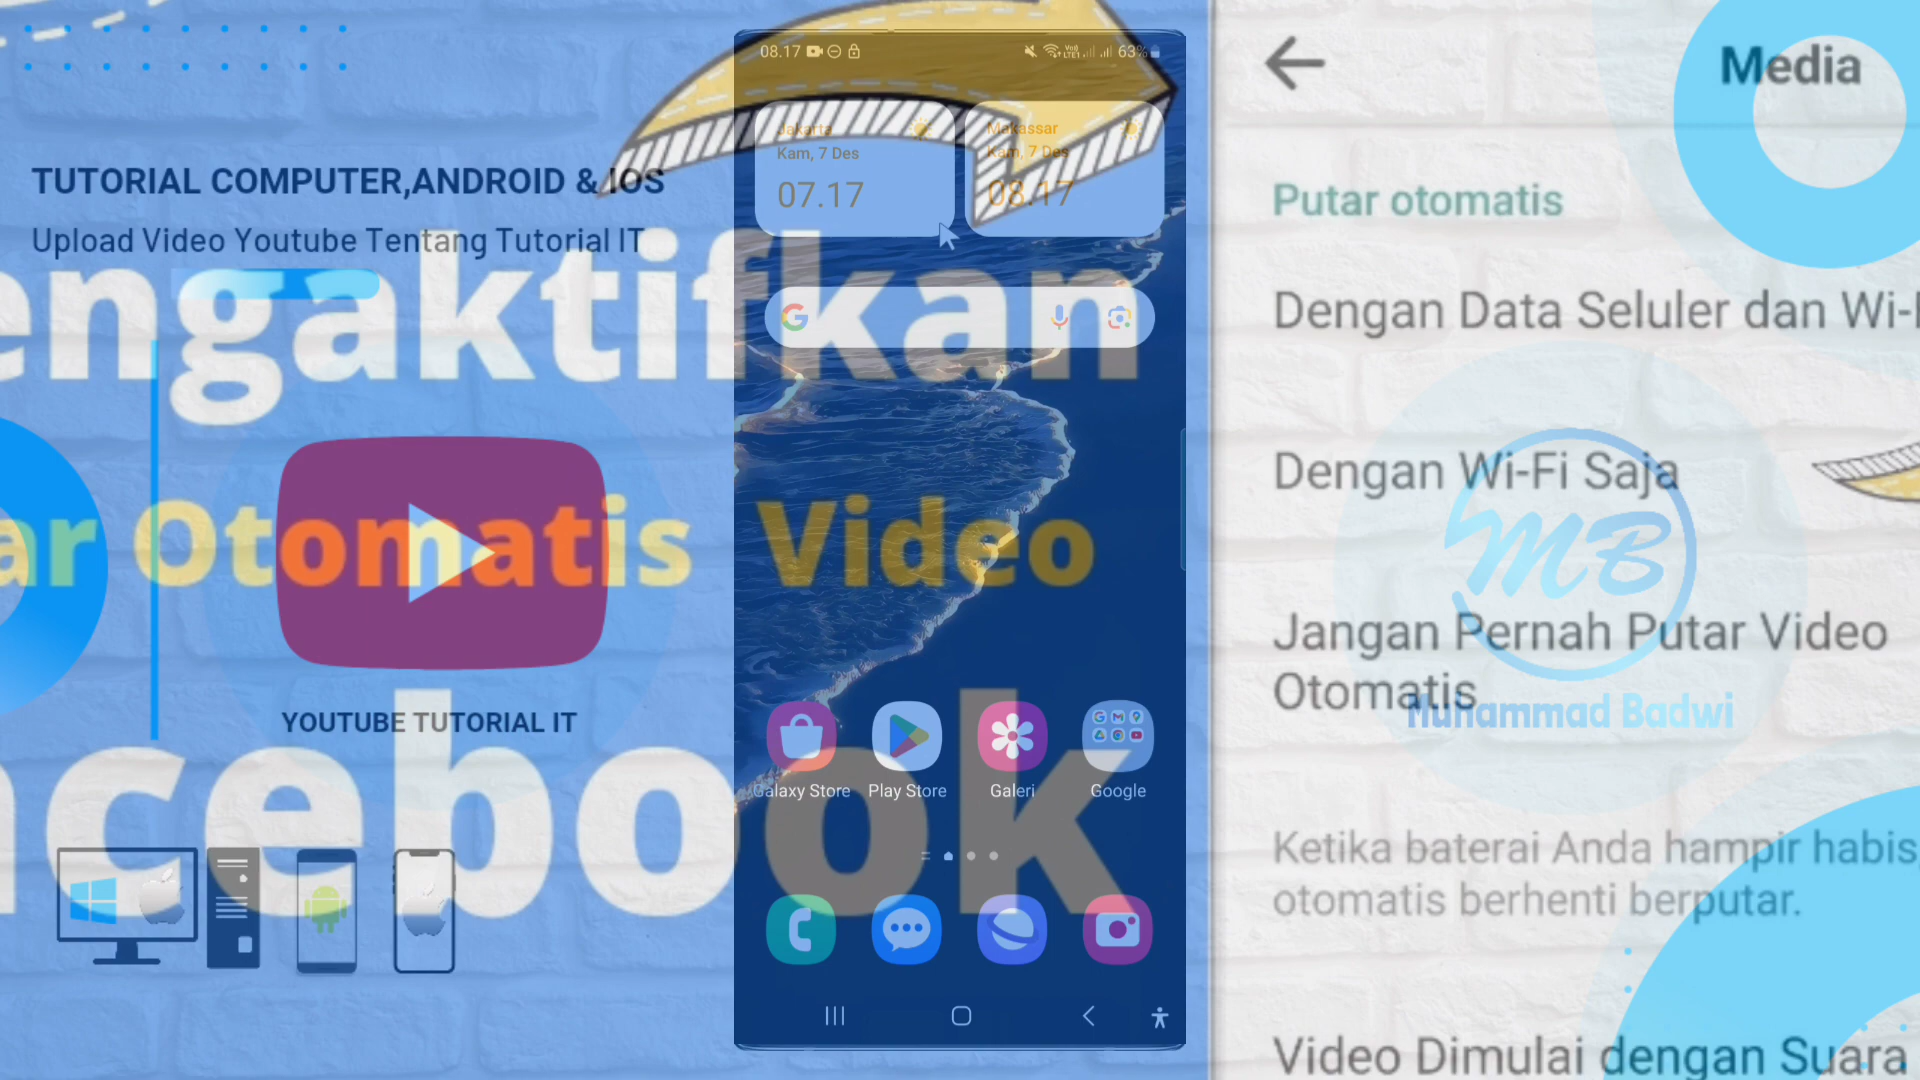 TUTORIAL COMPUTER,ANDROID & IOS
Upload Video Youtube Tentang Tutorial IT
engaktifkan
ar Otomatis Video
YOUTUBE TUTORIAL IT
acebook
08.17
63%
Jakarta
Kam, 7 Des
07.17
Makassar
Kam, 7 Des
08.17
Galaxy Store
Play Store
Galeri
Google
Media
Putar otomatis
Dengan Data Seluler dan Wi-F
Dengan Wi-Fi Saja
MB
Jangan Pernah Putar Video
Otomatis
Muhammad Badwi
Ketika baterai Anda hampir habis
otomatis berhenti berputar.
Video Dimulai dengan Suara